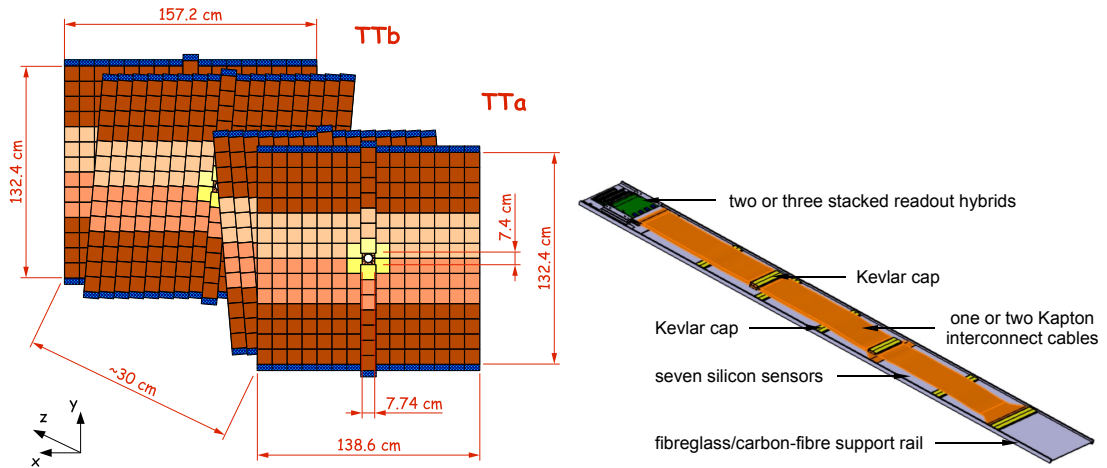 157.2 cm
TTb
TTa
132.4 cm
7.4 cm
132.4 cm
~30 cm
7.74 cm
138.6 cm
y
z
x
two or three stacked readout hybrids
Kevlar cap
Kevlar cap
one or two Kapton
interconnect cables
seven silicon sensors
fibreglass/carbon-fibre support rail